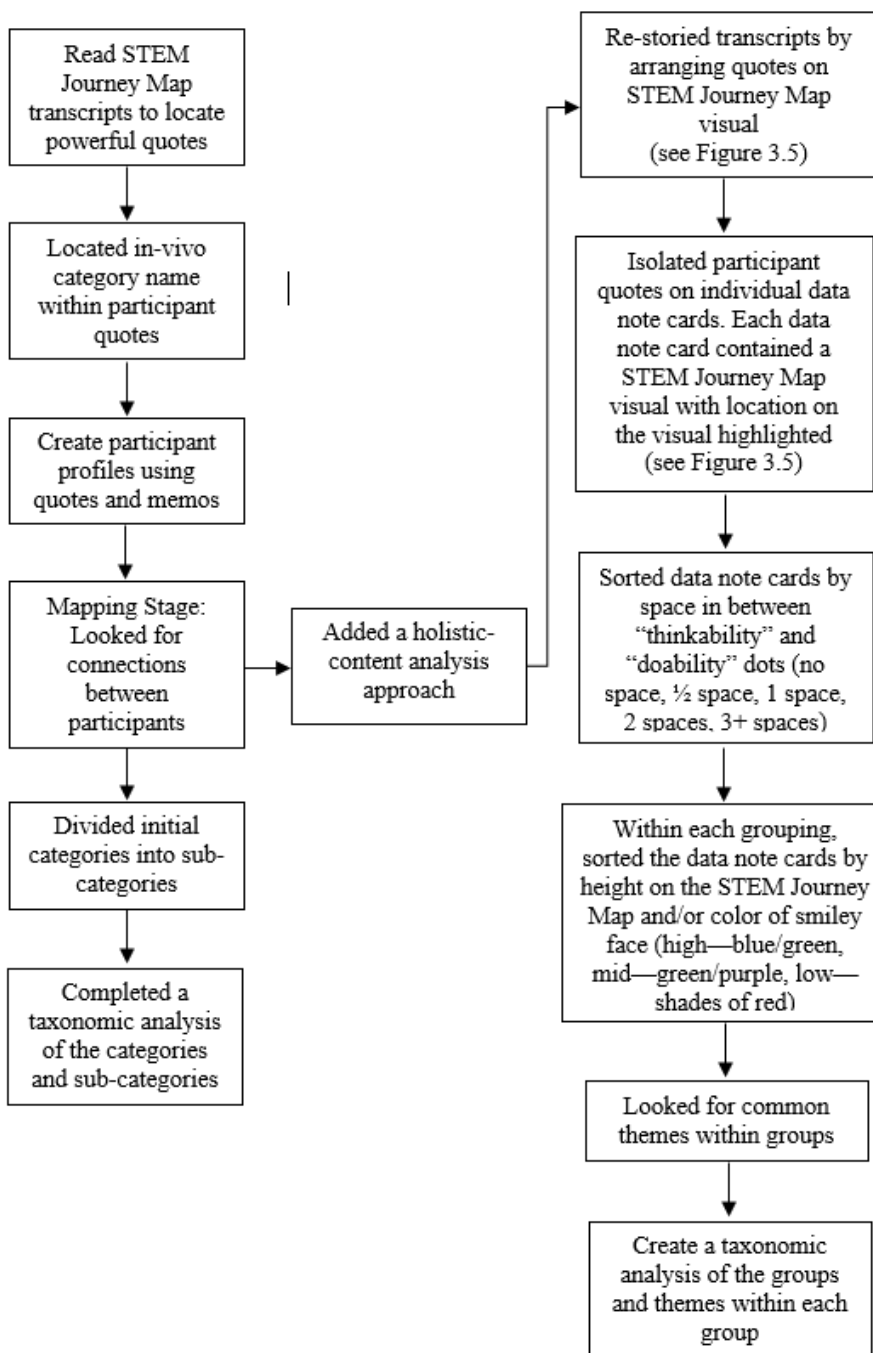 Read STEM
Journey Map
transcripts to locate
powerful quotes
Located in-vivo
category name
within participant
quotes
Create participant
profiles using
quotes and memos
Mapping Stage:
Looked for
connections
between
participants
Divided initial
categories into sub-
categories
Completed a
taxonomic analysis
of the categories
and sub-categories
Added a holistic-
content analysis
approach
Re-storied transcripts by
arranging quotes on
STEM Journey Map
visual
(see Figure 3.5)
Isolated participant
quotes on individual data
note cards. Each data
note card contained a
STEM Journey Map
visual with location on
the visual highlighted
(see Figure 3.5)
Sorted data note cards by
space in between
“thinkability” and
“doability” dots (no
space, ½ space, 1 space,
2 spaces, 3+ spaces)
Within each grouping,
sorted the data note cards by
height on the STEM Journey
Map and/or color of smiley
face (high—blue/green,
mid—green/purple, low—
shades of red)
Looked for common
themes within groups
Create a taxonomic
analysis of the groups
and themes within each
group